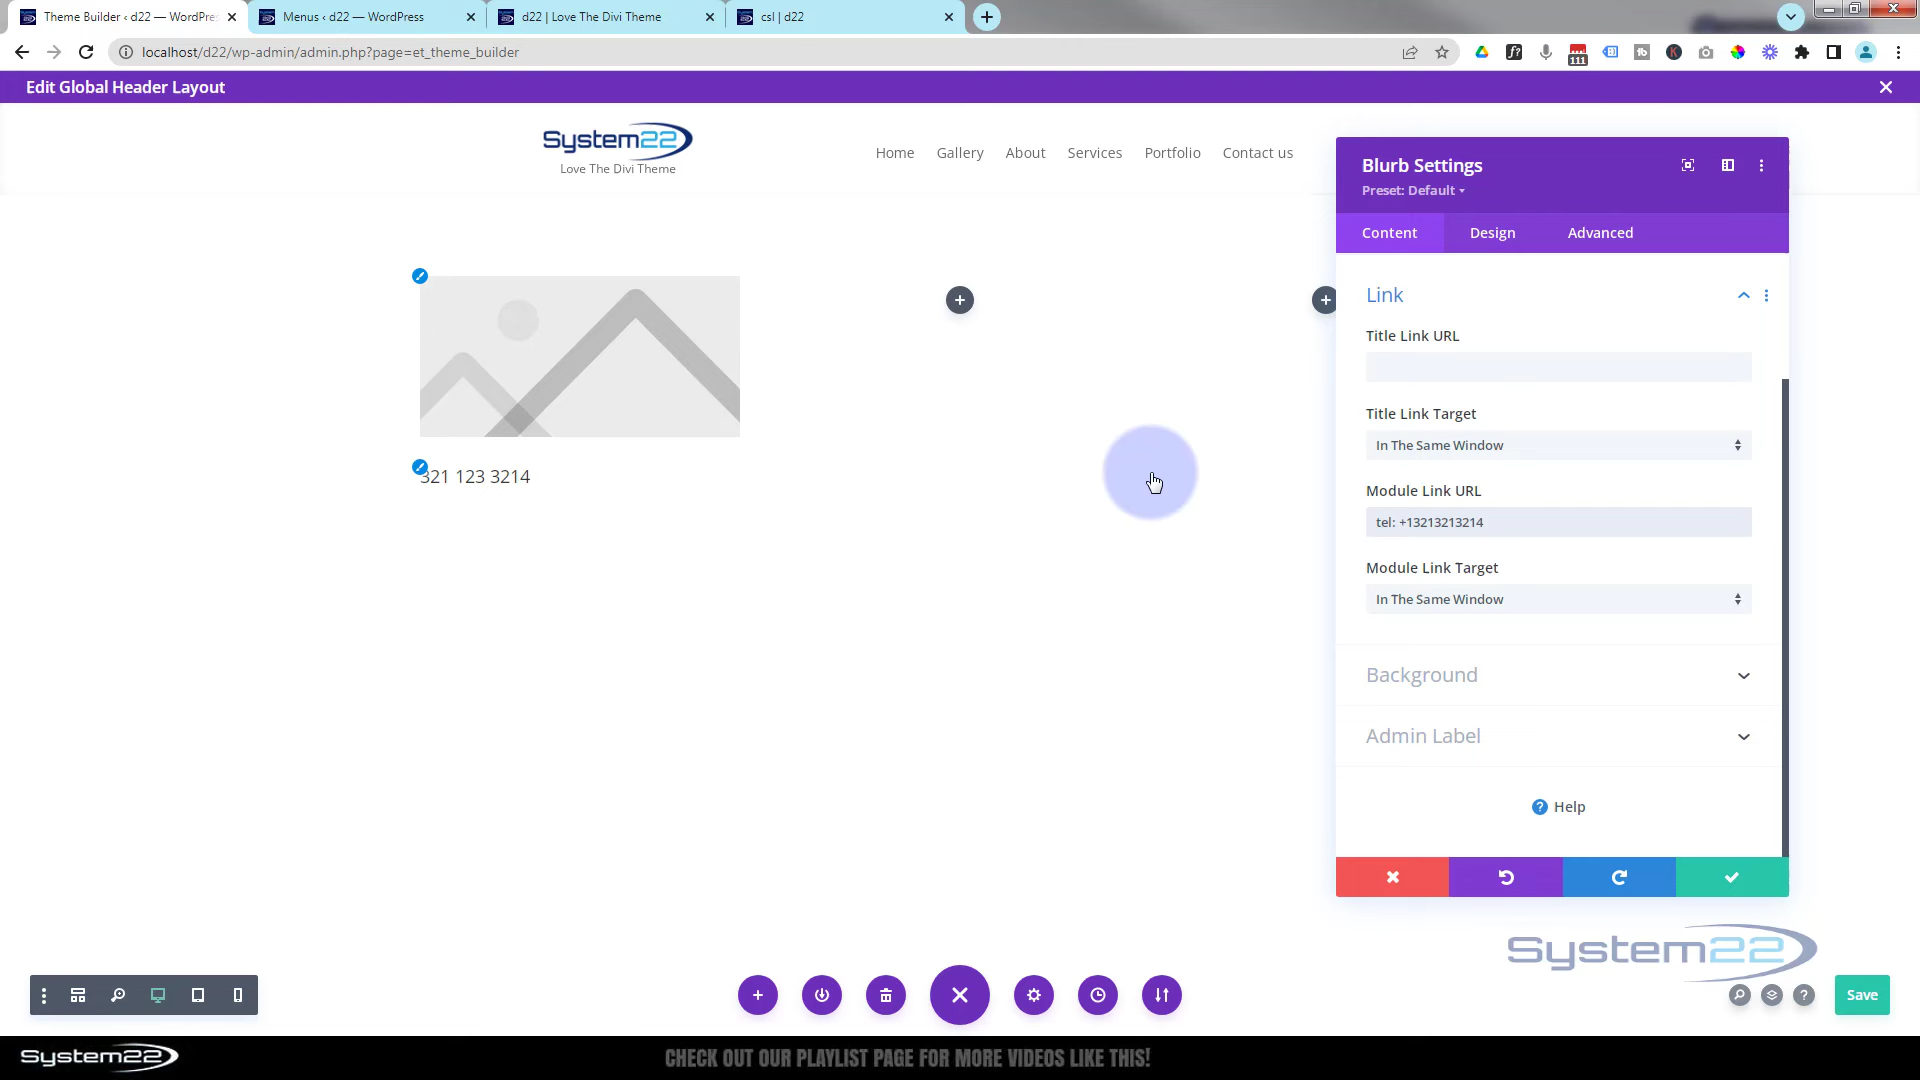 Theme Builder ‹ d22 — WordPre
Menus ‹ d22 — WordPress
d22 | Love The Divi Theme
csl | d22
localhost/d22/wp-admin/admin.php?page=et_theme_builder
111
Edit Global Header Layout
System22
Love The Divi Theme
Home
Gallery
About
Services
Portfolio
Contact us
Blurb Settings
Preset: Default
Content
Design
Advanced
Link
Title Link URL
Title Link Target
In The Same Window
Module Link URL
tel: +13213213214
Module Link Target
In The Same Window
Background
Admin Label
Help
321 123 3214
System22
Save
System22
CHECK OUT OUR PLAYLIST PAGE FOR MORE VIDEOS LIKE THIS!